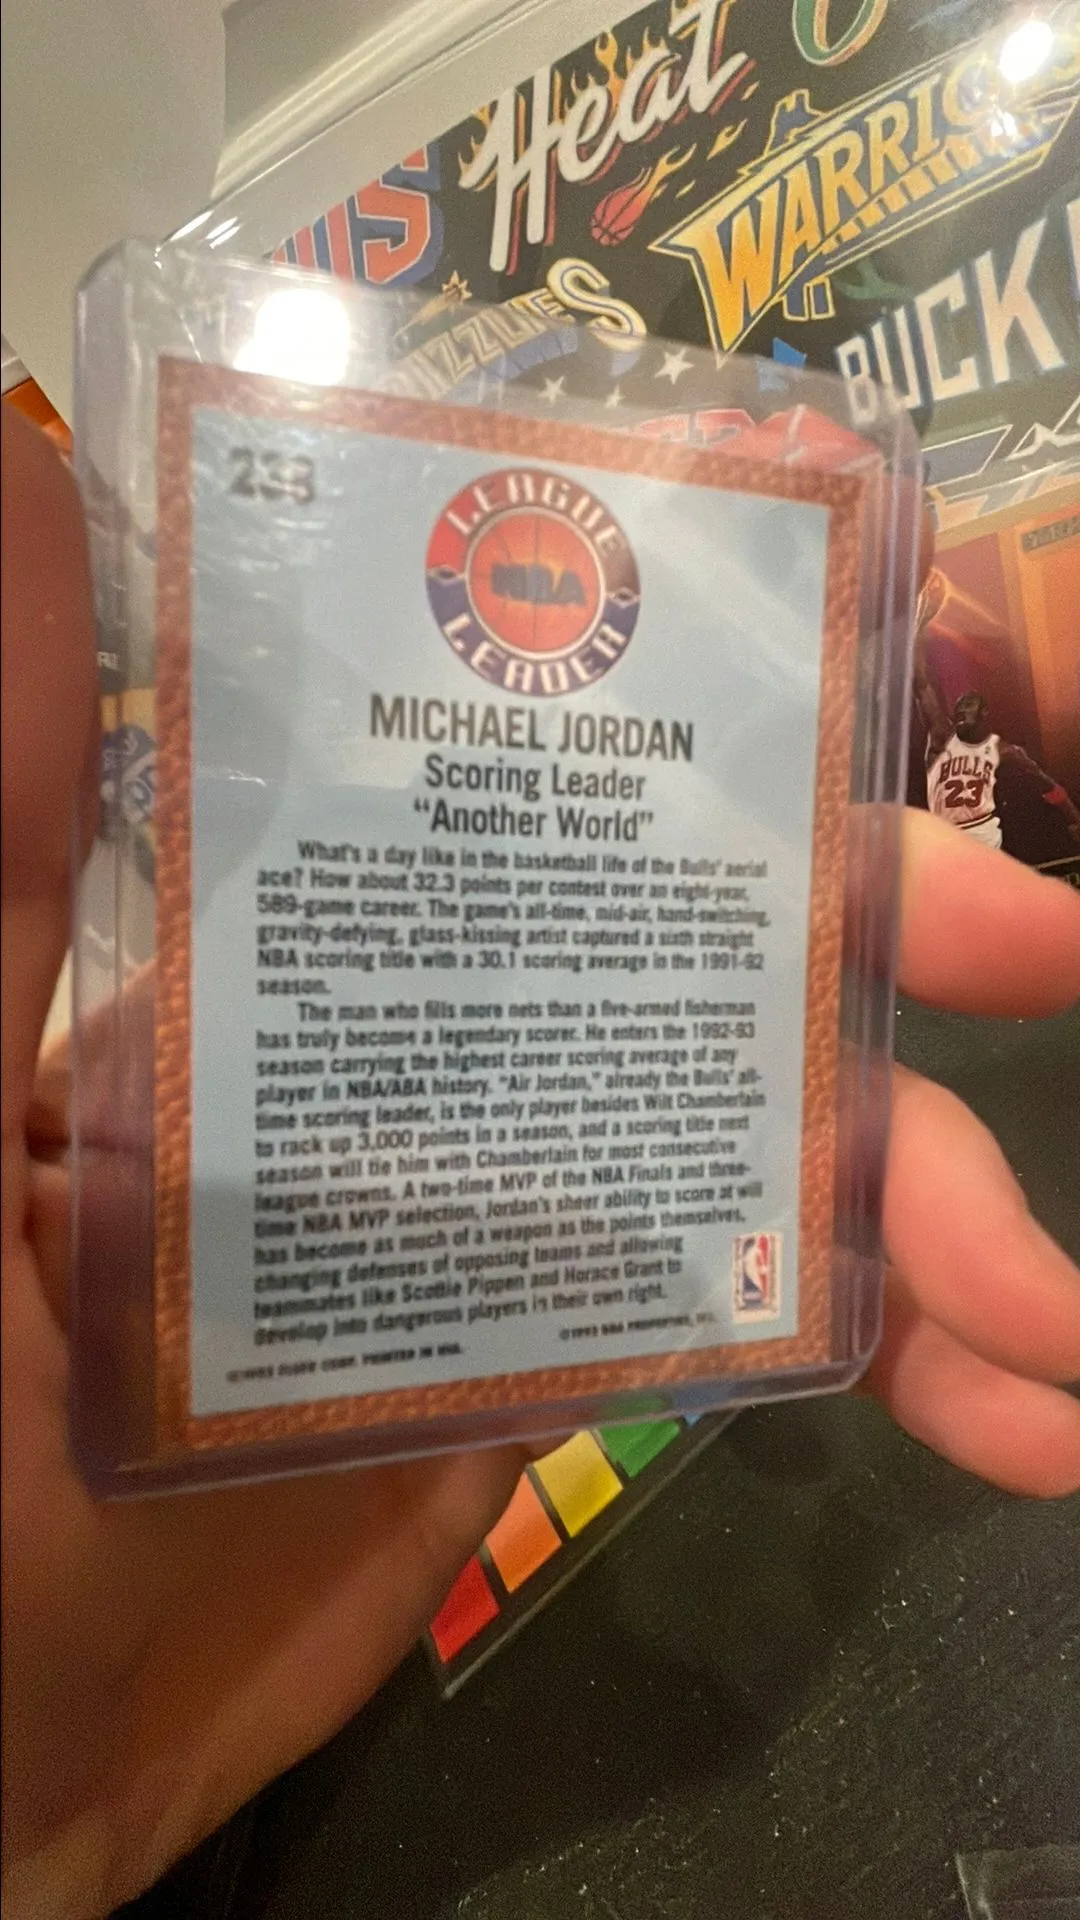 Heat
WARRIO
ZZLIES
BUCK
BULLS
23
LEAGUE
NBA
LEADER
MICHAEL JORDAN
Scoring Leader
"Another World"
What's a day like in the basketball life of the Bulls' aerial
ace? How about 32.3 points per contest over an eight-year,
589-game career. The game's all-time, mid-air, hand-switching,
gravity-defying, glass-kissing artist captured a sixth straight
NBA scoring title with a 30.1 scoring average in the 1991-92
season.
The man who fills more nets than a five-armed fisherman
has truly become a legendary scorer. He enters the 1992-93
season carrying the highest career scoring average of any
player in NBA/ABA history. "Air Jordan," already the Bulls' all-
time scoring leader, is the only player besides Wilt Chamberlain
to rack up 3,000 points in a season, and a scoring title next
season will tie him with Chamberlain for most consecutive
league crowns. A two-time MVP of the NBA Finals and three-
time NBA MVP selection, Jordan's sheer ability to score at will
has become as much of a weapon as the points themselves,
changing defenses of opposing teams and allowing
teammates like Scottie Pippen and Horace Grant to
develop into dangerous players in their own right.
PRINTED IN USA.
NBA PROPERTIES, INC.